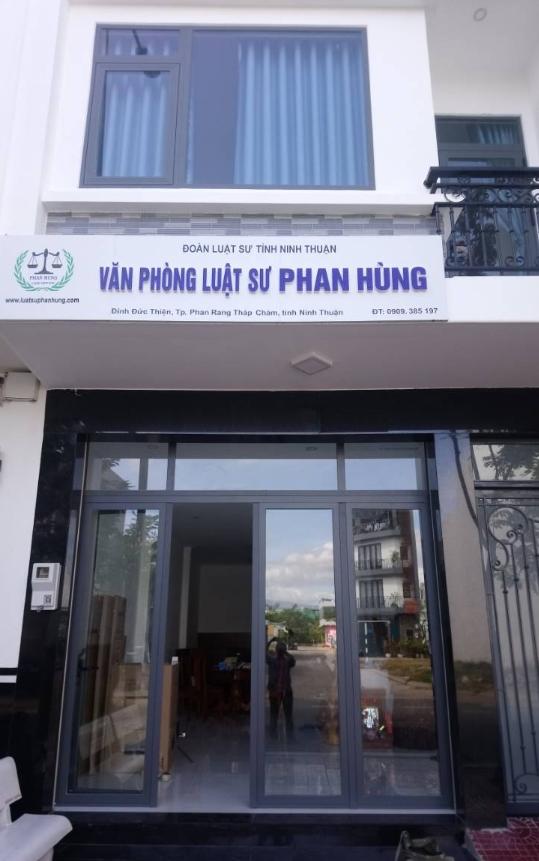 ĐOÀN LUẬT SƯ TỈNH NINH THUẬN
VĂN PHÒNG LUẬT SƯ PHAN HÙNG
PHAN HÙNG
www.luatsuphanhung.com
Dinh Đức Thiện, Tp. Phan Rang Tháp Chàm, tỉnh Ninh Thuận
ĐT: 0909. 385 197